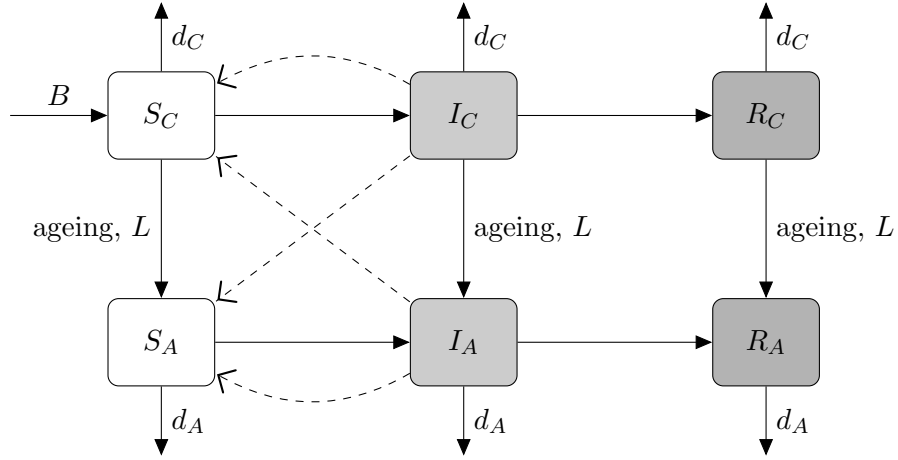 d_C d_C d_C
B
S_C I_C R_C
ageing, L ageing, L ageing, L
S_A I_A R_A
d_A d_A d_A